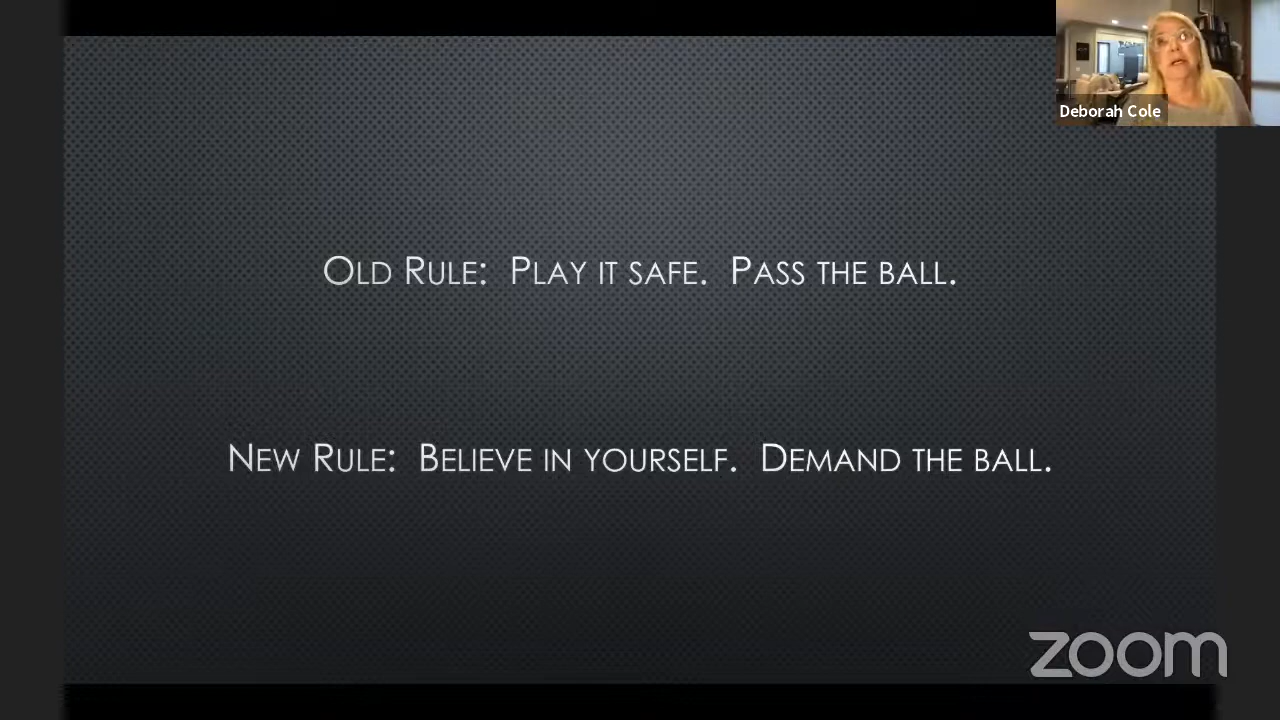 Deborah Cole
Old Rule: Play it safe. Pass the ball.
New Rule: Believe in yourself. Demand the ball.
zoom